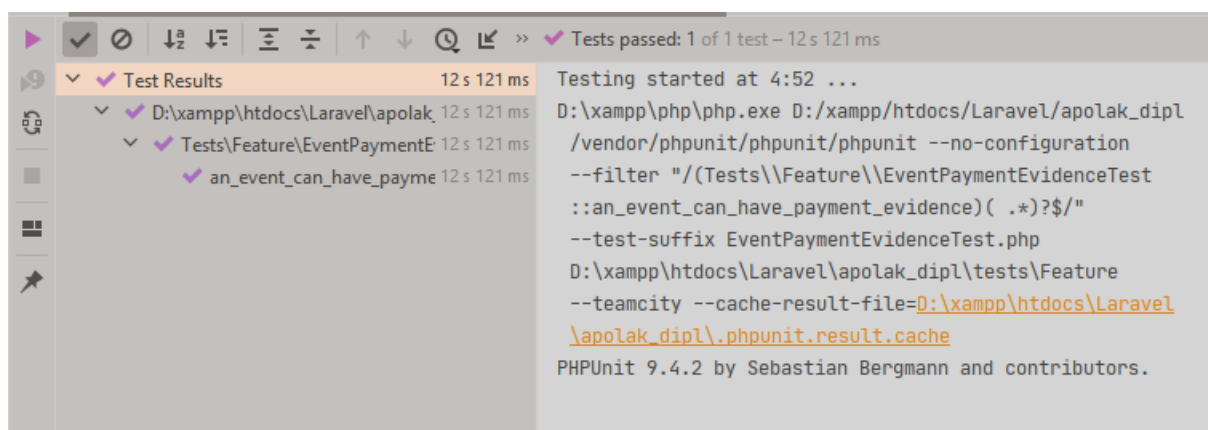 Tests passed: 1 of 1 test – 12 s 121 ms
Test Results 12 s 121 ms
D:\xampp\htdocs\Laravel\apolak_ 12 s 121 ms
Tests\Feature\EventPaymentE 12 s 121 ms
an_event_can_have_payme 12 s 121 ms
Testing started at 4:52 ...
D:\xampp\php\php.exe D:/xampp/htdocs/Laravel/apolak_dipl
/vendor/phpunit/phpunit/phpunit --no-configuration
--filter "/(Tests\\Feature\\EventPaymentEvidenceTest
::an_event_can_have_payment_evidence)( .*)?$/"
--test-suffix EventPaymentEvidenceTest.php
D:\xampp\htdocs\Laravel\apolak_dipl\tests\Feature
--teamcity --cache-result-file=D:\xampp\htdocs\Laravel
\apolak_dipl\.phpunit.result.cache
PHPUnit 9.4.2 by Sebastian Bergmann and contributors.